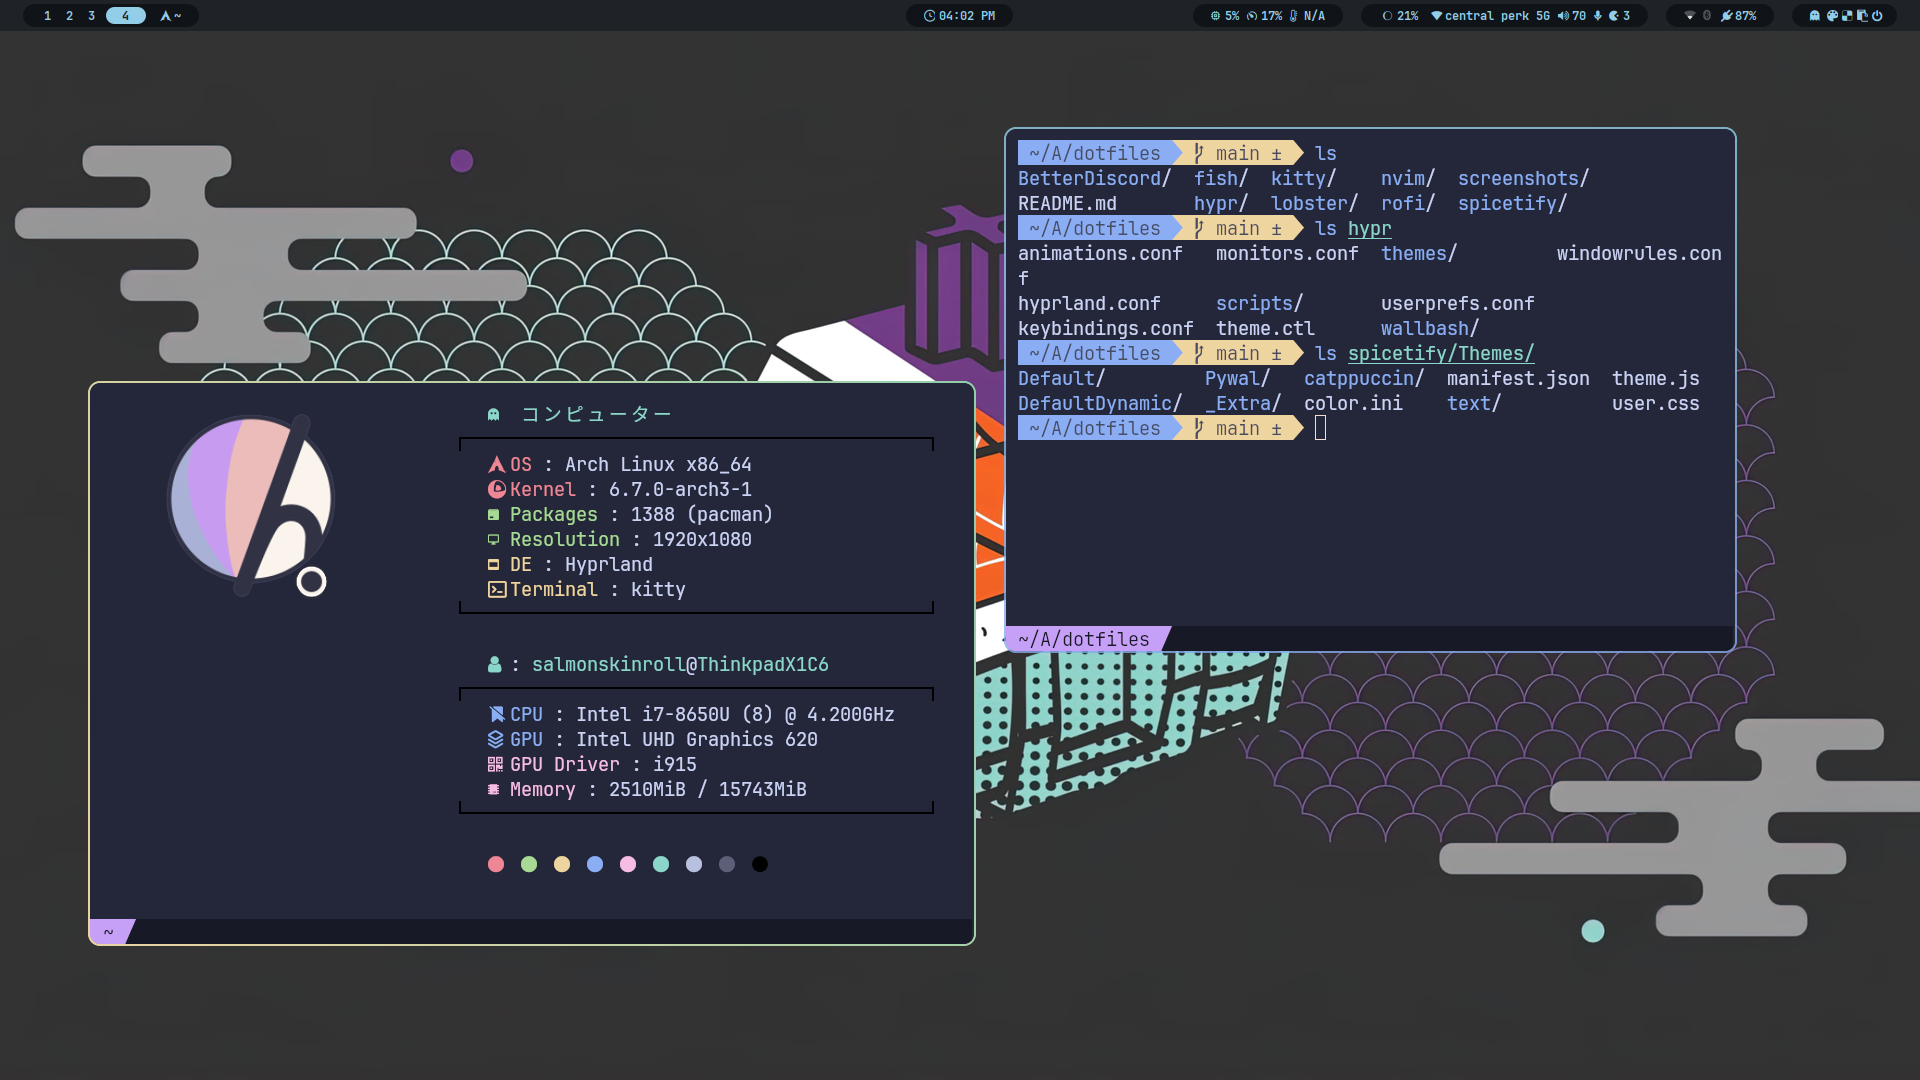 1 2 3 4 ~
04:02 PM
5% 17% N/A
21% central perk 5G 70 3
0 87%
コンピューター
OS : Arch Linux x86_64
Kernel : 6.7.0-arch3-1
Packages : 1388 (pacman)
Resolution : 1920x1080
DE : Hyprland
Terminal : kitty
: salmonskinroll@ThinkpadX1C6
CPU : Intel i7-8650U (8) @ 4.200GHz
GPU : Intel UHD Graphics 620
GPU Driver : i915
Memory : 2510MiB / 15743MiB
~
~/A/dotfiles main ± ls
BetterDiscord/ fish/ kitty/ nvim/ screenshots/
README.md hypr/ lobster/ rofi/ spicetify/
~/A/dotfiles main ± ls hypr
animations.conf monitors.conf themes/ windowrules.con
f
hyprland.conf scripts/ userprefs.conf
keybindings.conf theme.ctl wallbash/
~/A/dotfiles main ± ls spicetify/Themes/
Default/ Pywal/ catppuccin/ manifest.json theme.js
DefaultDynamic/ _Extra/ color.ini text/ user.css
~/A/dotfiles main ±
~/A/dotfiles